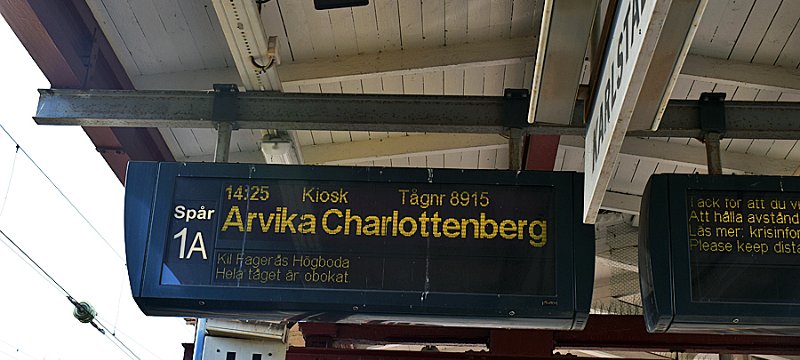 KARLSTA
Spår
1A
14:25 Kiosk Tågnr 8915
Arvika Charlottenberg
Kil Fagerås Högboda
Hela tåget är obokat
Tack för att du vi
Att hålla avstånd
Läs mer: krisinfor
Please keep dista